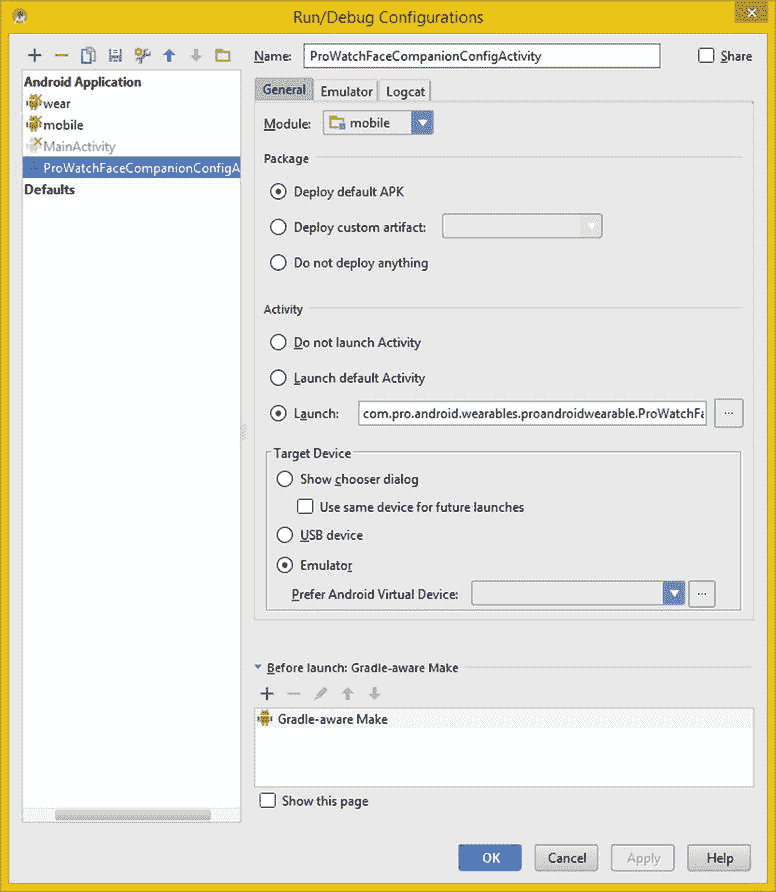 Run/Debug Configurations
Name: ProWatchFaceCompanionConfigActivity
Share
Android Application
wear
mobile
MainActivity
ProWatchFaceCompanionConfigA
Defaults
General Emulator Logcat
Module: mobile
Package
Deploy default APK
Deploy custom artifact:
Do not deploy anything
Activity
Do not launch Activity
Launch default Activity
Launch: com.pro.android.wearables.proandroidwearable.ProWatchFa ...
Target Device
Show chooser dialog
Use same device for future launches
USB device
Emulator
Prefer Android Virtual Device: ...
Before launch: Gradle-aware Make
Gradle-aware Make
Show this page
OK Cancel Apply Help